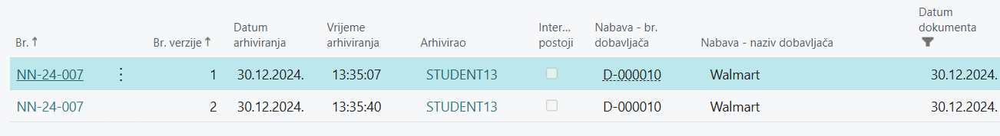 Br. ↑ Br. verzije ↑ Datum arhiviranja Vrijeme arhiviranja Arhivirao Inter... postoji Nabava - br. dobavljača Nabava - naziv dobavljača Datum dokumenta
NN-24-007 1 30.12.2024. 13:35:07 STUDENT13 D-000010 Walmart 30.12.2024.
NN-24-007 2 30.12.2024. 13:35:40 STUDENT13 D-000010 Walmart 30.12.2024.